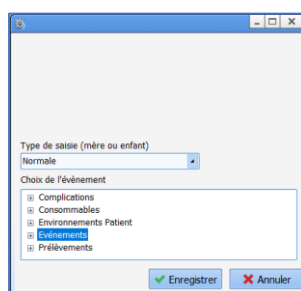 Type de saisie (mère ou enfant)
Normale
Choix de l'évènement
Complications
Consommables
Environnements Patient
Evénements
Prélèvements
Enregistrer
Annuler